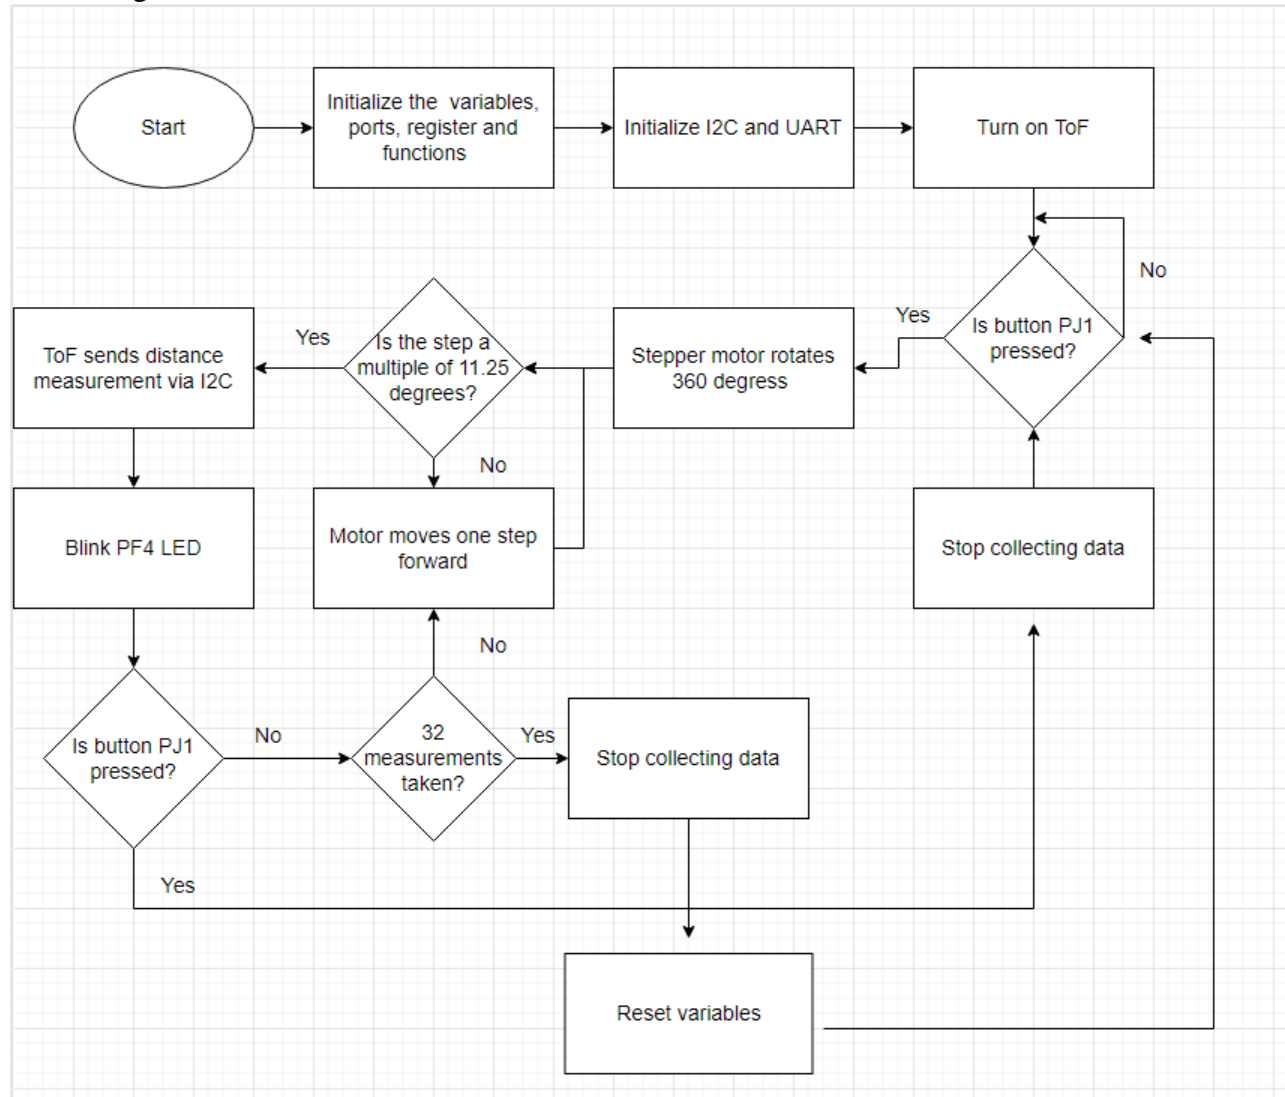 Start
Initialize the variables,
ports, register and
functions
Initialize I2C and UART
Turn on ToF
No
Is button PJ1
pressed?
Yes
Stepper motor rotates
360 degress
Is the step a
multiple of 11.25
degrees?
Yes
ToF sends distance
measurement via I2C
No
Blink PF4 LED
Motor moves one step
forward
Stop collecting data
No
Is button PJ1
pressed?
No
32
measurements
taken?
Yes
Stop collecting data
Yes
Reset variables